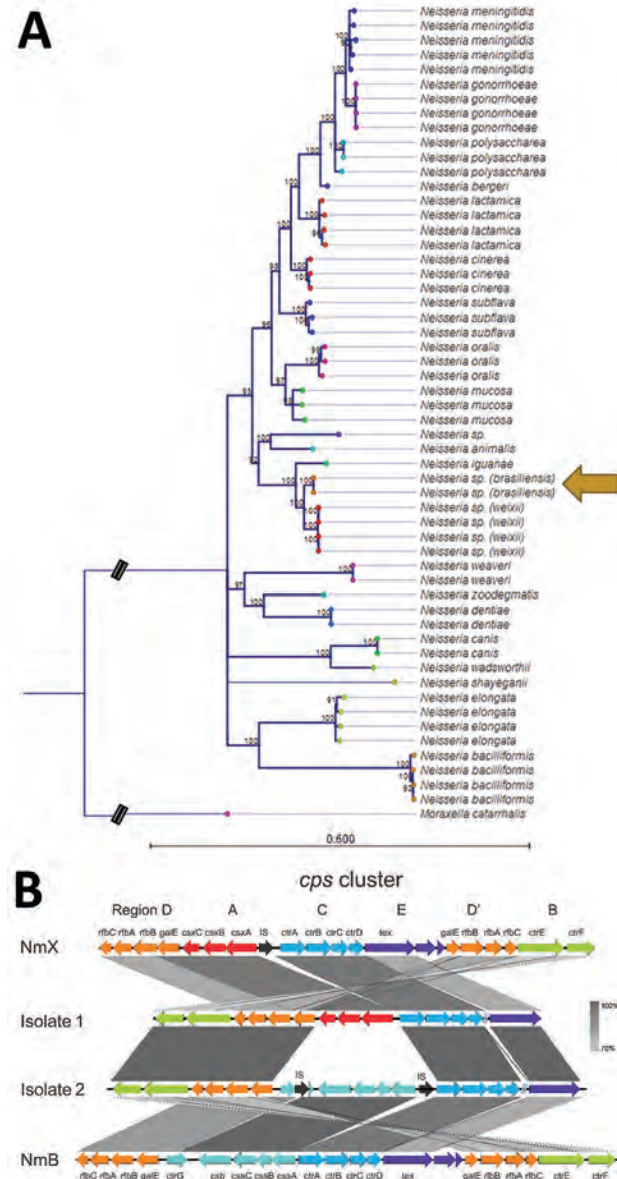 A
Neisseria meningitidis
Neisseria meningitidis
Neisseria meningitidis
Neisseria meningitidis
Neisseria meningitidis
Neisseria gonorrhoeae
Neisseria gonorrhoeae
Neisseria gonorrhoeae
Neisseria gonorrhoeae
Neisseria polysaccharea
Neisseria polysaccharea
Neisseria polysaccharea
Neisseria bergeri
Neisseria lactamica
Neisseria lactamica
Neisseria lactamica
Neisseria lactamica
Neisseria cinerea
Neisseria cinerea
Neisseria cinerea
Neisseria subflava
Neisseria subflava
Neisseria subflava
Neisseria oralis
Neisseria oralis
Neisseria oralis
Neisseria mucosa
Neisseria mucosa
Neisseria mucosa
Neisseria sp.
Neisseria animalis
Neisseria iguanae
Neisseria sp. (brasiliensis)
Neisseria sp. (brasiliensis)
Neisseria sp. (weixii)
Neisseria sp. (weixii)
Neisseria sp. (weixii)
Neisseria sp. (weixii)
Neisseria weaveri
Neisseria weaveri
Neisseria zoodegmatis
Neisseria dentiae
Neisseria dentiae
Neisseria canis
Neisseria canis
Neisseria wadsworthii
Neisseria shayeganii
Neisseria elongata
Neisseria elongata
Neisseria elongata
Neisseria elongata
Neisseria bacilliformis
Neisseria bacilliformis
Neisseria bacilliformis
Neisseria bacilliformis
Moraxella catarrhalis
0.600
B
cps cluster
Region D A C E D' B
rfbC rfbA rfbB galE csxC csxB csxA IS ctrA ctrB ctrC ctrD tex galE rfbB rfbA rfbC ctrE ctrF
NmX
100%
Isolate 1
70%
IS IS
Isolate 2
NmB
rfbC rfbA rfbB galE ctrG csb cssC cssB cssA ctrA ctrB ctrC ctrD tex galE rfbB rfbA rfbC ctrE ctrF